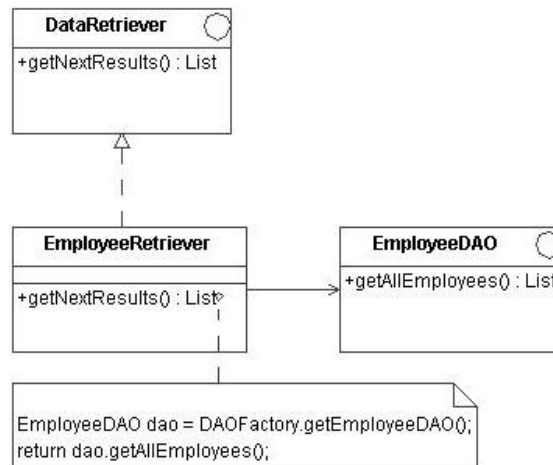 DataRetriever
+getNextResults() : List
EmployeeRetriever
+getNextResults() : List
EmployeeDAO
+getAllEmployees() : List
EmployeeDAO dao = DAOFactory.getEmployeeDAO();
return dao.getAllEmployees();